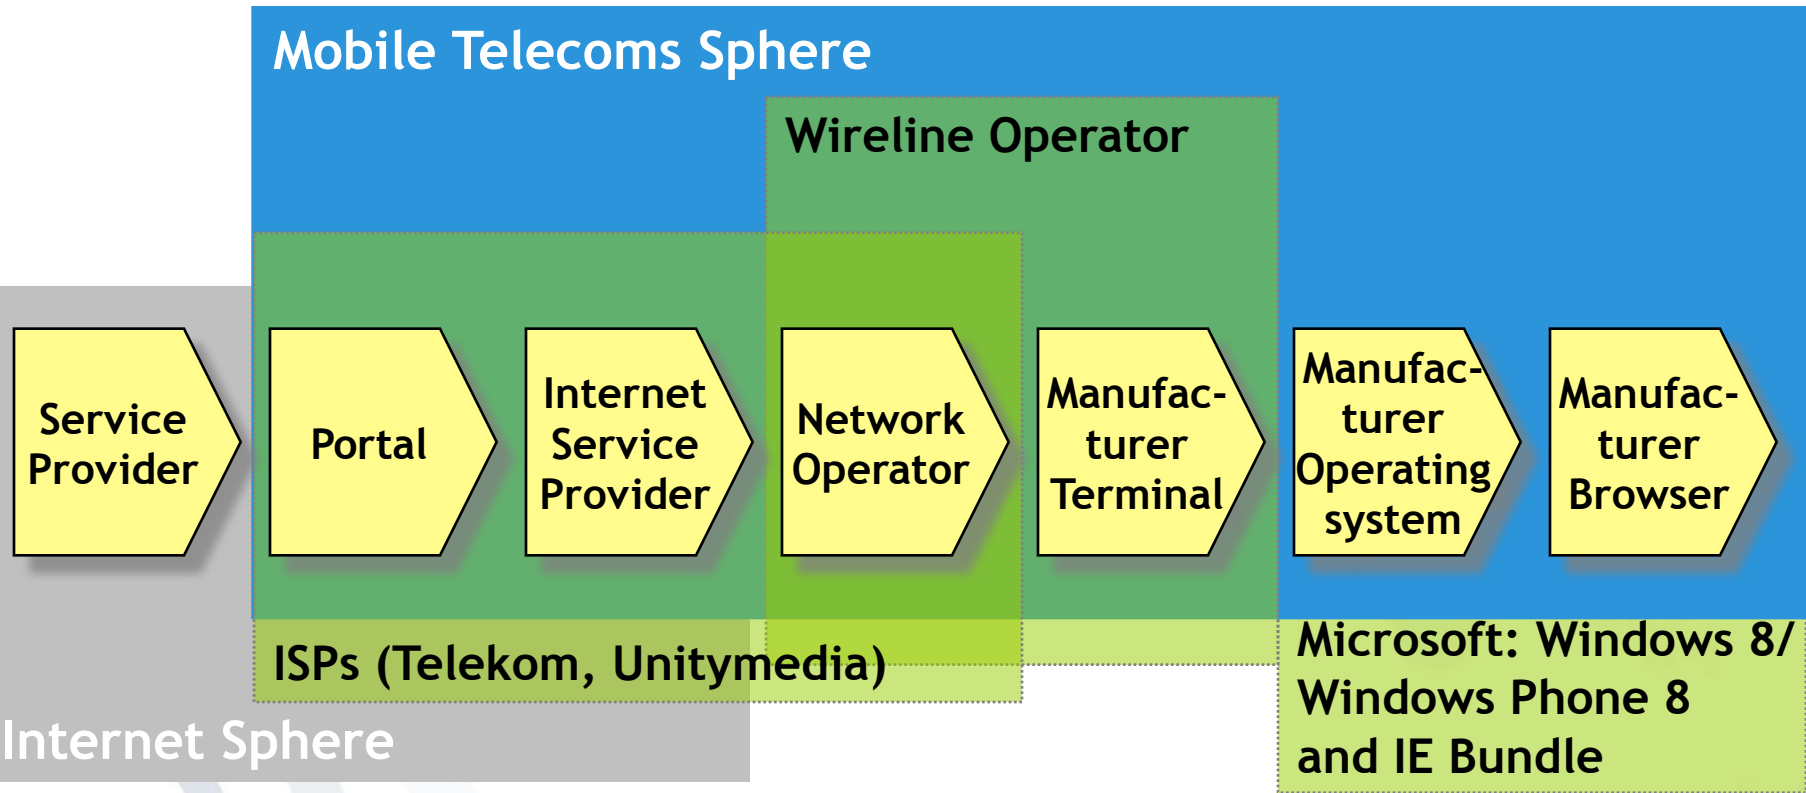 Mobile Telecoms Sphere
Wireline Operator
Service
Provider
Portal
Internet
Service
Provider
Network
Operator
Manufac-
turer
Terminal
Manufac-
turer
Operating
system
Manufac-
turer
Browser
ISPs (Telekom, Unitymedia)
Microsoft: Windows 8/
Windows Phone 8
and IE Bundle
Internet Sphere